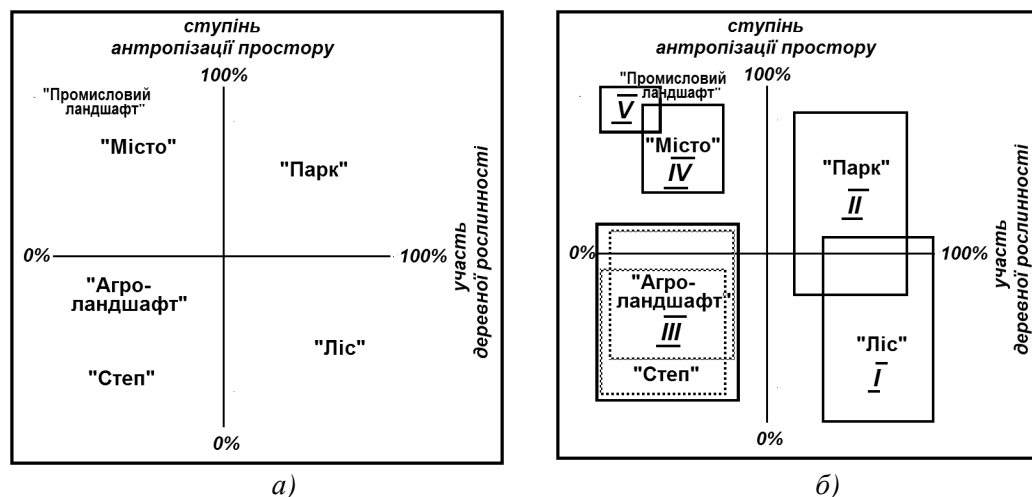 ступінь
антропізації простору
100%
"Промисловий
ландшафт"
"Місто"
"Парк"
0%
100%
участь
деревної рослинності
"Агро-
ландшафт"
"Ліс"
"Степ"
0%
а)
ступінь
антропізації простору
100%
"Промисловий
ландшафт"
V
"Місто"
IV
"Парк"
II
0%
100%
участь
деревної рослинності
"Агро-
ландшафт"
III
"Ліс"
I
"Степ"
0%
б)